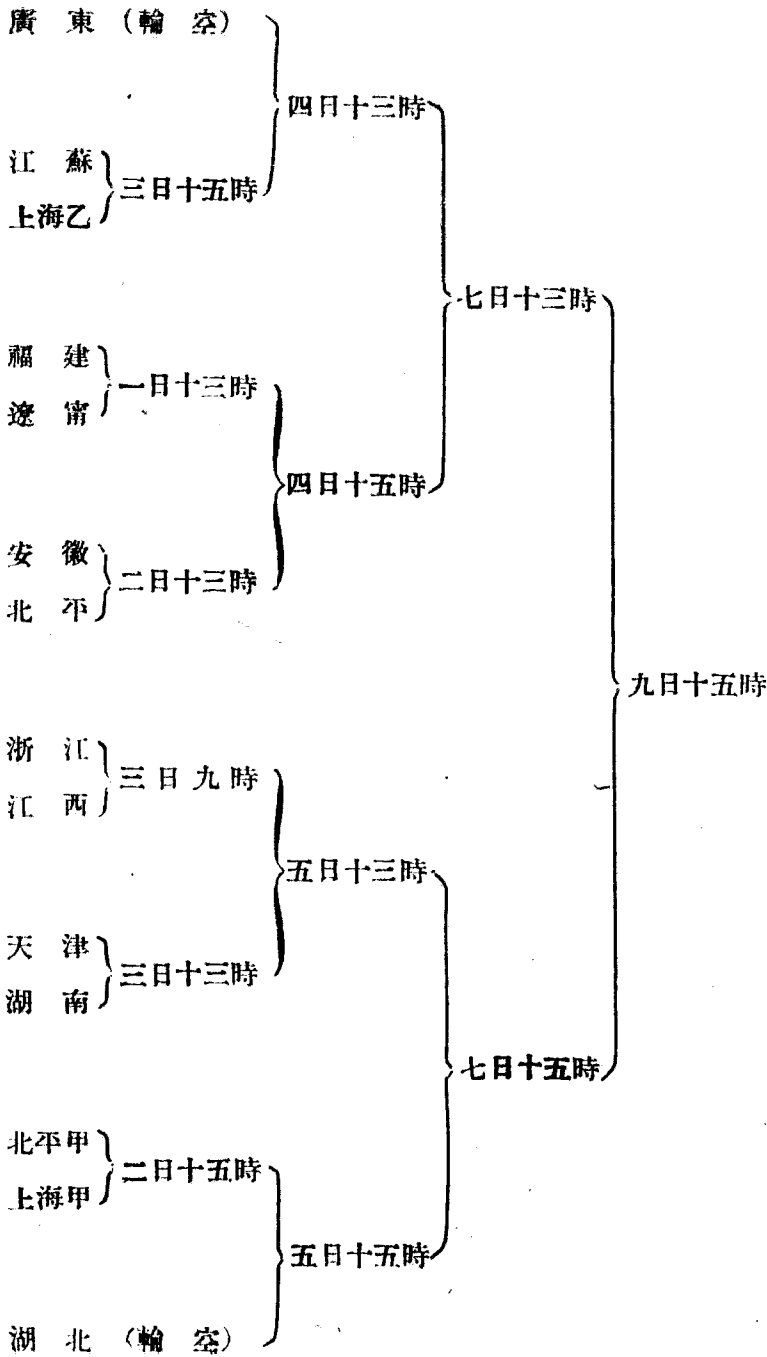 廣東（輪空）
四日十三時
江蘇
三日十五時
上海乙
七日十三時
福建
一日十三時
遼甯
四日十五時
安徽
二日十三時
北平
九日十五時
浙江
三日九時
江西
五日十三時
天津
三日十三時
湖南
七日十五時
北平甲
二日十五時
上海甲
五日十五時
湖北（輪空）